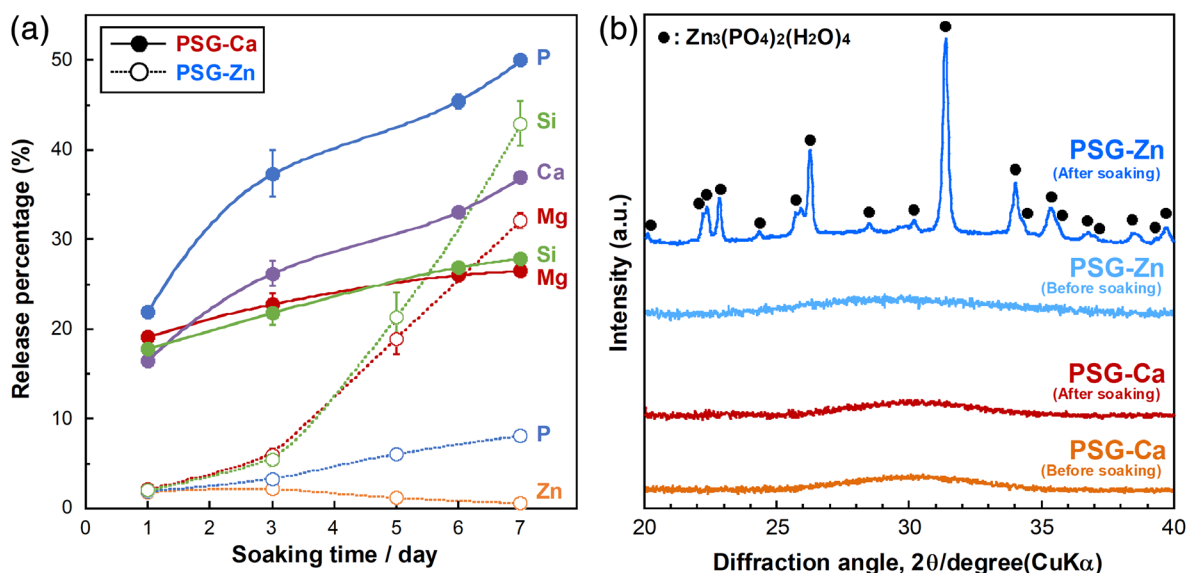 (a)
PSG-Ca
PSG-Zn
Release percentage (%)
50
40
30
20
10
0
0 1 2 3 4 5 6 7
Soaking time / day
P
Si
Ca
Mg
Si
Mg
P
Zn
(b)
● : Zn3(PO4)2(H2O)4
PSG-Zn
(After soaking)
PSG-Zn
(Before soaking)
PSG-Ca
(After soaking)
PSG-Ca
(Before soaking)
Intensity (a.u.)
20 25 30 35 40
Diffraction angle, 2θ/degree(CuKα)